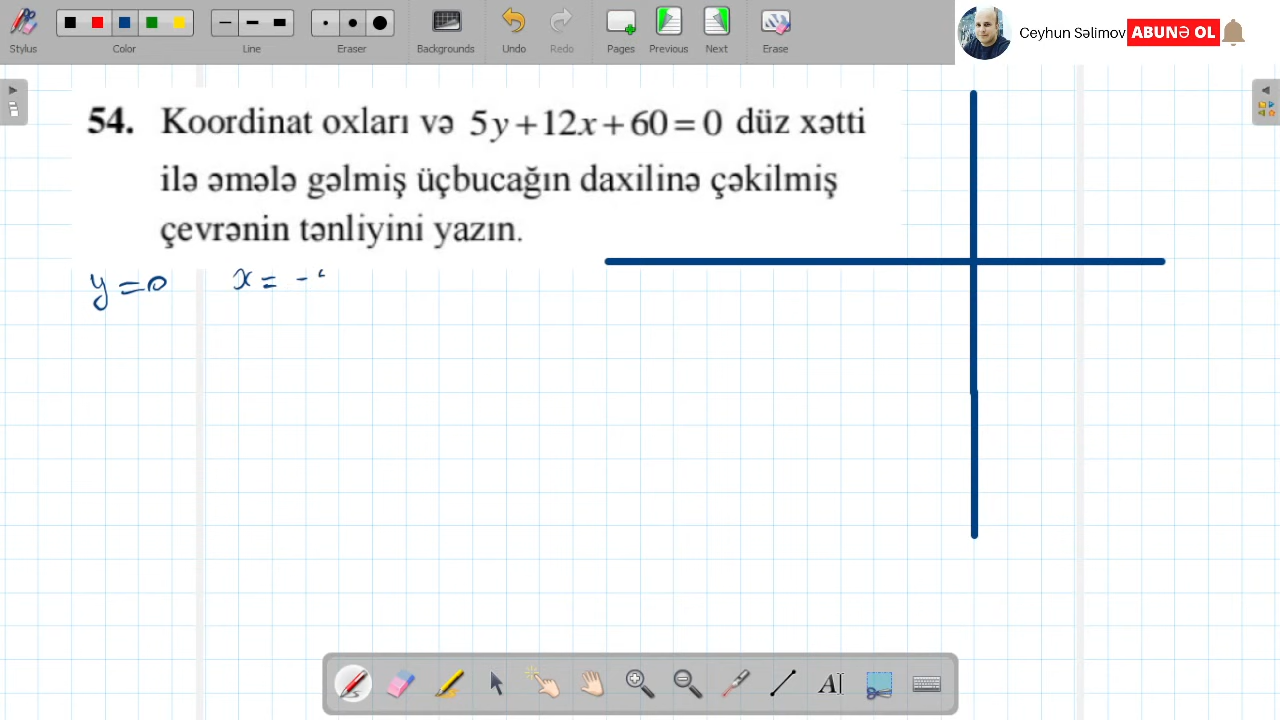 Stylus
Color
Line
Eraser
Backgrounds
Undo
Redo
Pages
Previous
Next
Erase
Ceyhun Səlimov
ABUNƏ OL
54. Koordinat oxları və 5y+12x+60=0 düz xətti
ilə əmələ gəlmiş üçbucağın daxilinə çəkilmiş
çevrənin tənliyini yazın.
y=0 x= -